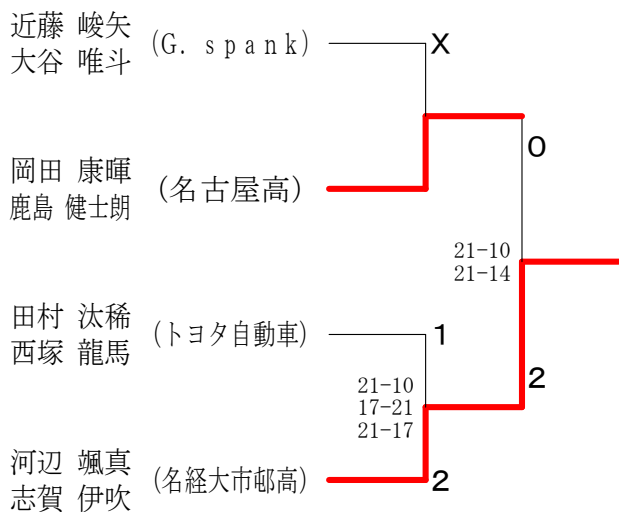 近藤 峻矢
大谷 唯斗
(G. spank)
X
岡田 康暉
鹿島 健士朗
(名古屋高)
0
21-10
21-14
田村 汰稀
西塚 龍馬
(トヨタ自動車)
1
21-10
17-21
21-17
2
河辺 颯真
志賀 伊吹
(名経大市邨高)
2